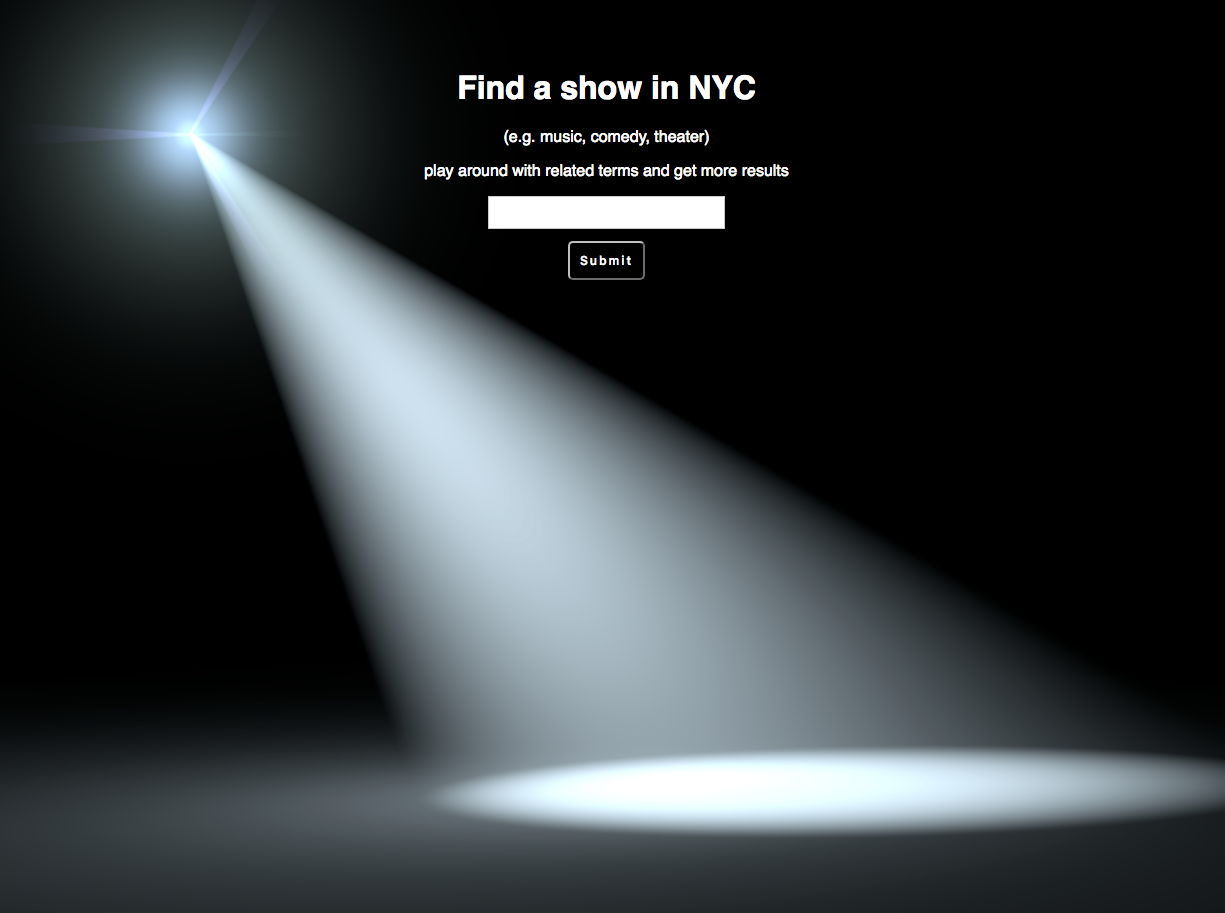 Find a show in NYC
(e.g. music, comedy, theater)
play around with related terms and get more results
Submit